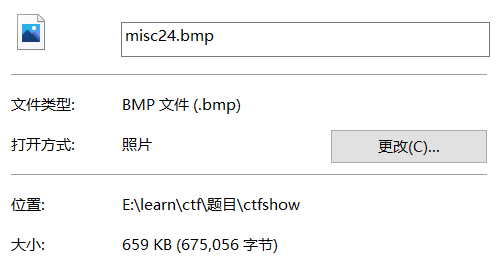 misc24.bmp
文件类型: BMP 文件 (.bmp)
打开方式: 照片 更改(C)...
位置: E:\learn\ctf\题目\ctfshow
大小: 659 KB (675,056 字节)